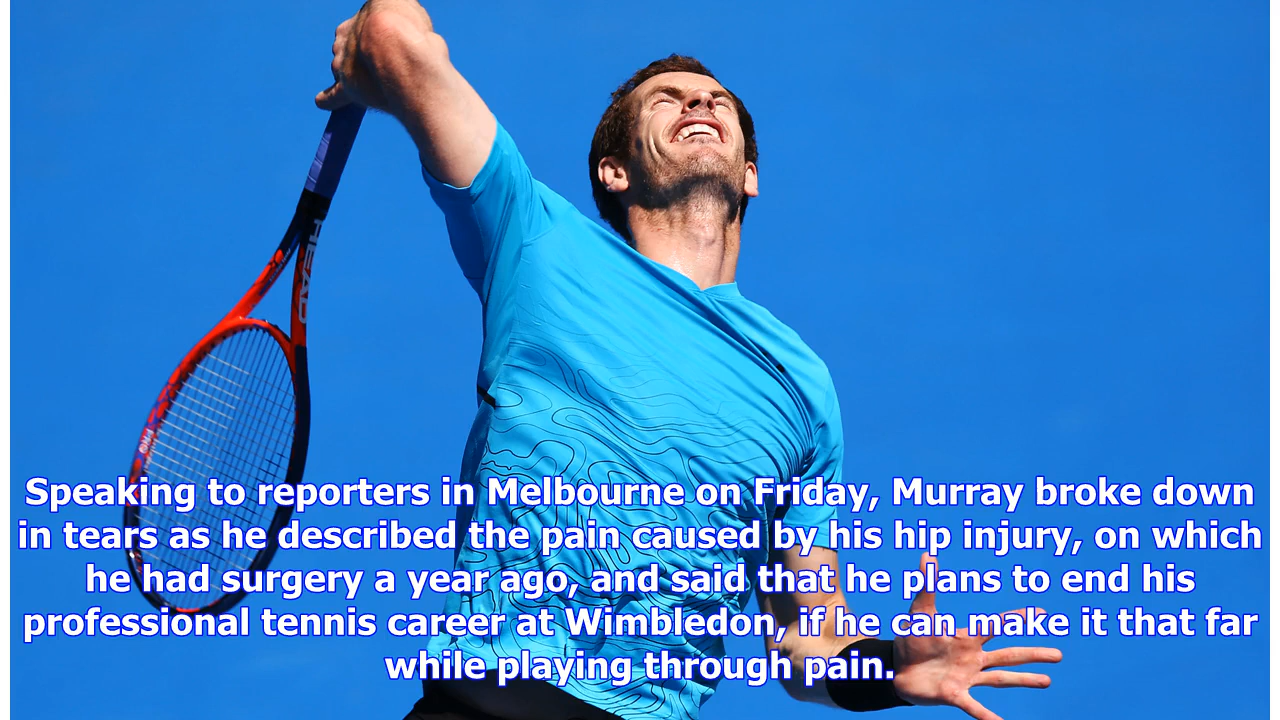 HEAD
PRO
Speaking to reporters in Melbourne on Friday, Murray broke down
in tears as he described the pain caused by his hip injury, on which
he had surgery a year ago, and said that he plans to end his
professional tennis career at Wimbledon, if he can make it that far
while playing through pain.